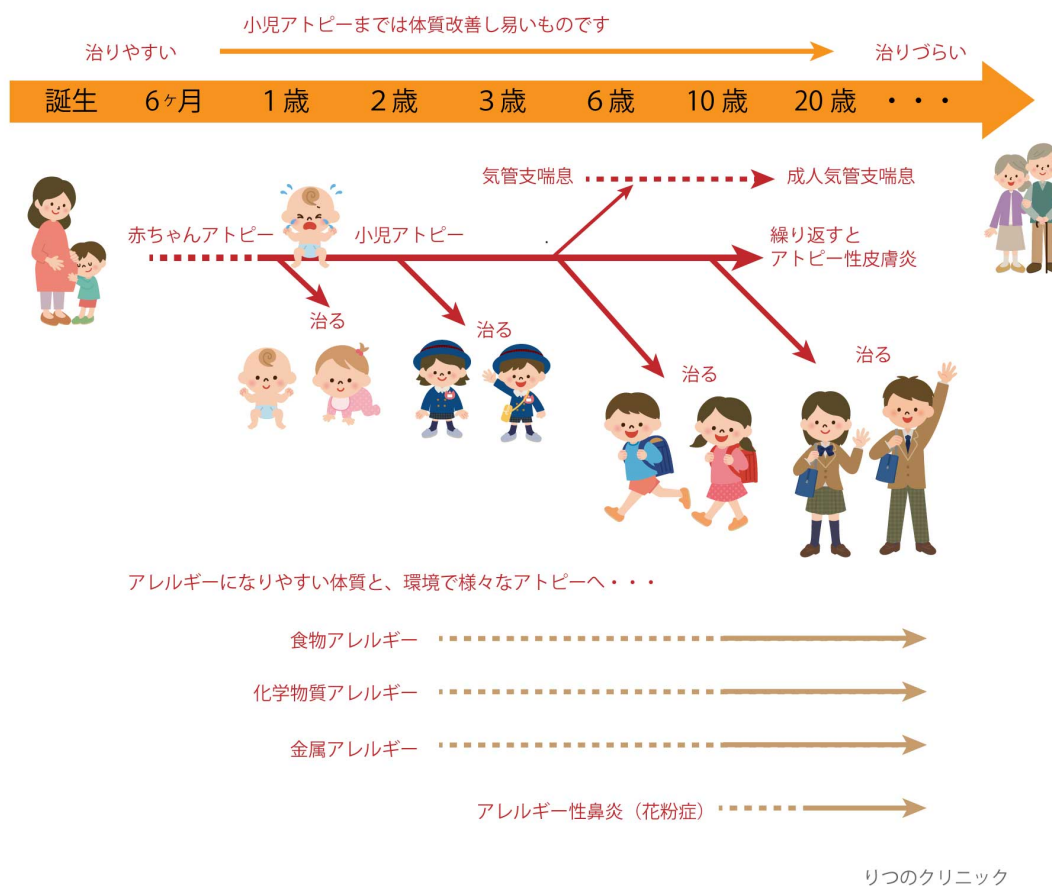 小児アトピーまでは体質改善し易いものです
治りやすい
治りづらい
誕生 6ヶ月 1歳 2歳 3歳 6歳 10歳 20歳 ・・・
気管支喘息
成人気管支喘息
赤ちゃんアトピー
小児アトピー
繰り返すと
アトピー性皮膚炎
治る
治る
治る
治る
アレルギーになりやすい体質と、環境で様々なアトピーへ・・・
食物アレルギー
化学物質アレルギー
金属アレルギー
アレルギー性鼻炎（花粉症）
りつのクリニック